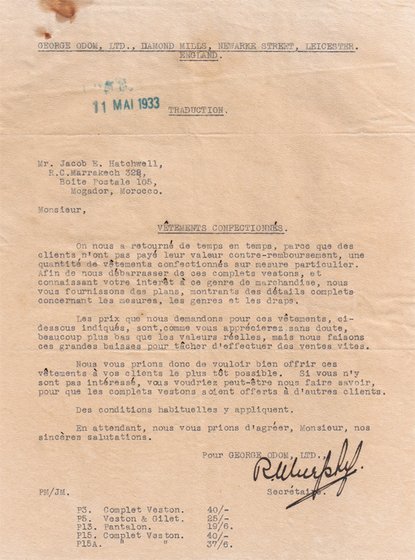 GEORGE ODOM, LTD., DAMOND MILLS, NEWARKE STREET, LEICESTER.
ENGLAND.
11 MAI 1933
TRADUCTION.
Mr. Jacob E. Hatchwell,
R.C.Marrakech 328,
Boite Postale 105,
Mogador, Morocco.
Monsieur,
VÊTEMENTS CONFECTIONNÉS.
On nous a retourné de temps en temps, parce que des
clients n'ont pas payé leur valeur contre-remboursement, une
quantité de vêtements confectionnés sur mesure particulier.
Afin de nous débarrasser de ces complets vestons, et
connaissant votre intérêt à ce genre de marchandise, nous
vous fournissons des plans, montrants des détails complets
concernant les mesures, les genres et les draps.
Les prix que nous demandons pour ces vêtements, ci-
dessous indiqués, sont,comme vous apprécierez sans doute,
beaucoup plus bas que les valeurs réelles, mais nous faisons
ces grandes baisses pour tâcher d'effectuer des ventes vites.
Nous vous prions donc de vouloir bien offrir ces
vêtements à vos clients le plus tôt possible. Si vous n'y
sont pas intéressé, vous voudriez peut-être nous faire savoir,
pour que les complets vestons soient offerts à d'autres clients.
Des conditions habituelles y appliquent.
En attendant, nous vous prions d'agréer, Monsieur, nos
sincères salutations.
Pour GEORGE ODOM, LTD.,
R. Murphy.
Secrétaire.
PM/JM.
P3. Complet Veston. 40/-
P5. Veston & Gilet. 25/-
P13. Pantalon. 19/6.
P15. Complet Veston. 40/-
P15A. " " 37/6.